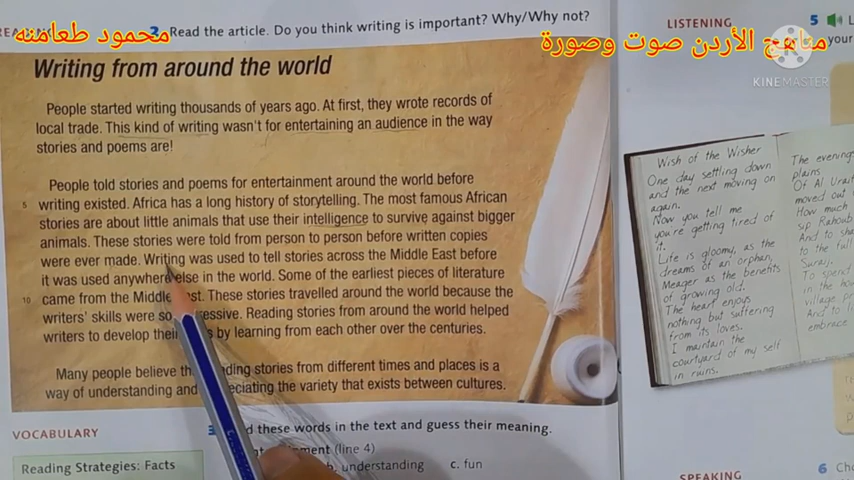 محمود طعامنه
2 Read the article. Do you think writing is important? Why/Why not?
Writing from around the world
People started writing thousands of years ago. At first, they wrote records of
local trade. This kind of writing wasn't for entertaining an audience in the way
stories and poems are!
People told stories and poems for entertainment around the world before
5 writing existed. Africa has a long history of storytelling. The most famous African
stories are about little animals that use their intelligence to survive against bigger
animals. These stories were told from person to person before written copies
were ever made. Writing was used to tell stories across the Middle East before
it was used anywhere else in the world. Some of the earliest pieces of literature
10 came from the Middle East. These stories travelled around the world because the
writers' skills were so impressive. Reading stories from around the world helped
writers to develop their by learning from each other over the centuries.
Many people believe reading stories from different times and places is a
way of understanding and appreciating the variety that exists between cultures.
VOCABULARY
Reading Strategies: Facts
3 these words in the text and guess their meaning.
(line 4)
understanding c. fun
LISTENING
5
your
مناهج الأردن صوت وصورة
KINEMASTER
Wish of the Wisher
One day settling down
and the next moving on
again.
Now you tell me
you're getting tired of
it.
Life is gloomy, as the
dreams of an orphan,
Meager as the benefits
of growing old.
The heart enjoys
nothing but suffering
from its loves.
I maintain the
courtyard of my self
in ruins.
The evening
plains
Of Al
moved out
How much
sip
And to
to the full
To spend
in the
village
And to
embrace
SPEAKING
6